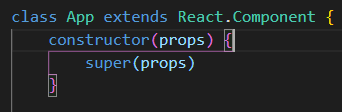 class App extends React.Component {
    constructor(props) {
        super(props)
    }